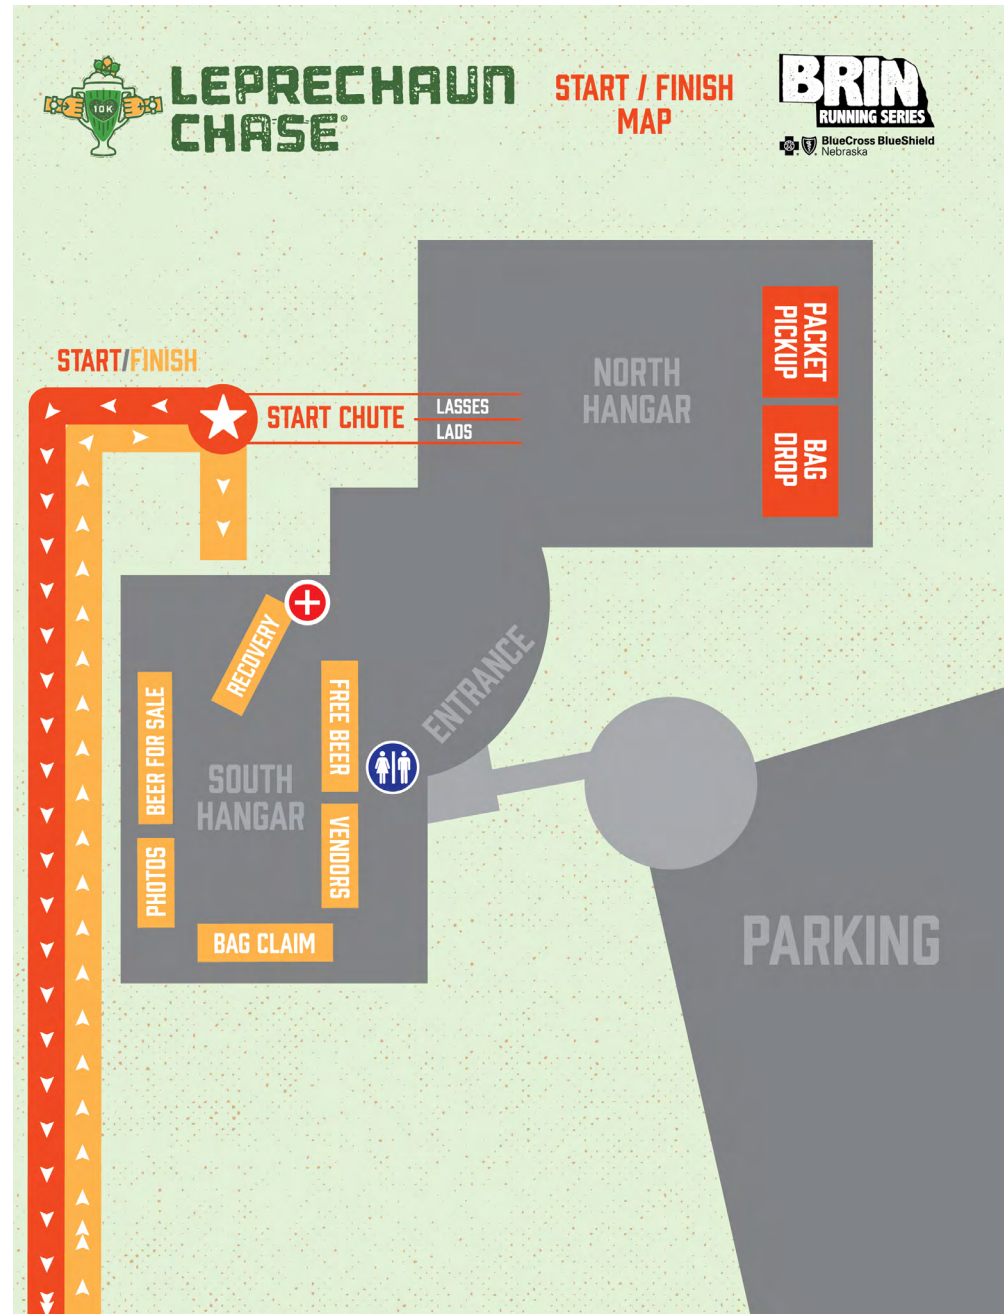 LEPRECHAUN
CHASE®
10K
START / FINISH
MAP
BRIN
RUNNING SERIES
BlueCross BlueShield
Nebraska
START/FINISH
START CHUTE
LASSES
LADS
NORTH
HANGAR
PACKET
PICKUP
BAG
DROP
RECOVERY
ENTRANCE
BEER FOR SALE
FREE BEER
SOUTH
HANGAR
PHOTOS
VENDORS
BAG CLAIM
PARKING